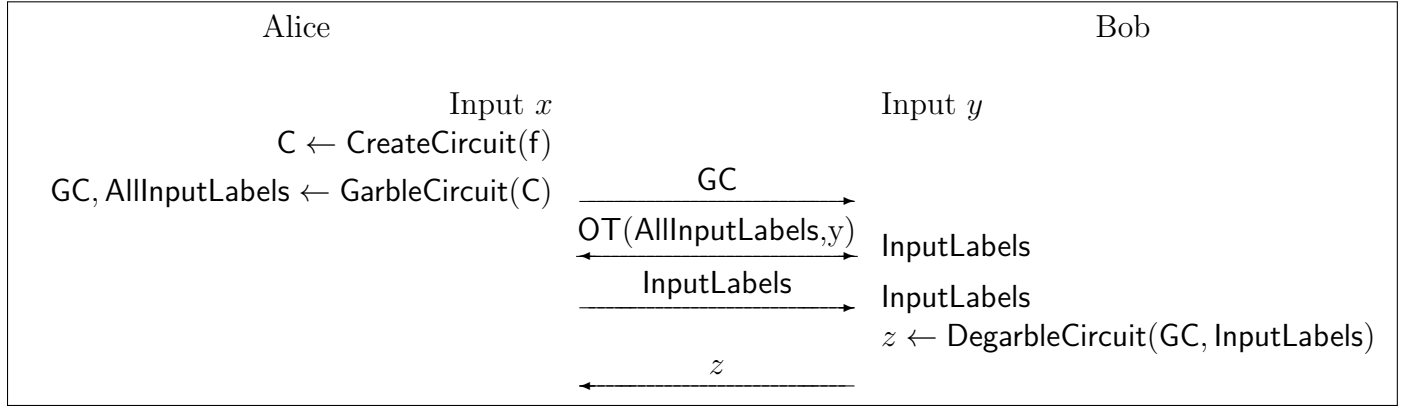 Alice Bob
Input x Input y
C ← CreateCircuit(f)
GC, AllInputLabels ← GarbleCircuit(C) GC
OT(AllInputLabels,y) InputLabels
InputLabels InputLabels
z ← DegarbleCircuit(GC, InputLabels)
z